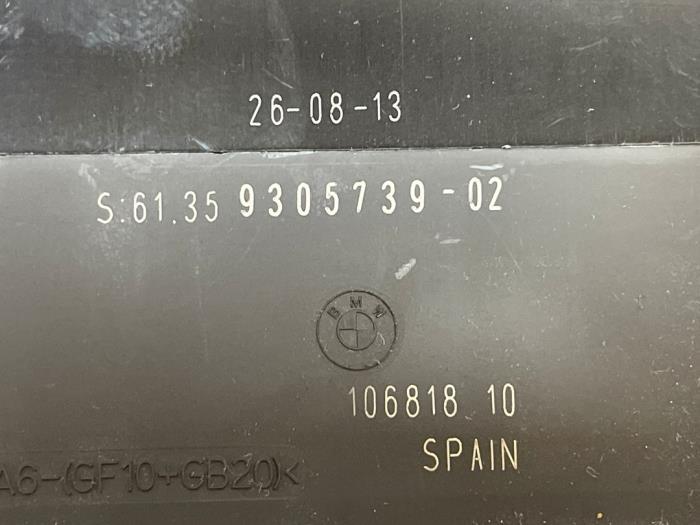 26-08-13
S:61.35 9305739-02
BMW
106818 10
SPAIN
A6-(GF10+GB20)<